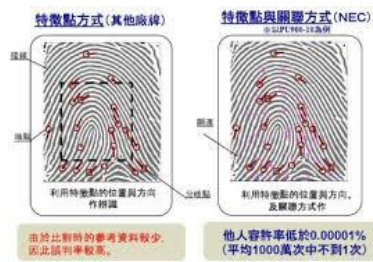 特徵點方式(其他廠牌)
特徵點與關聯方式(NEC)
※以PU900-10為例
隆線
端點
分歧點
關連
利用特徵點的位置與方向
作辨識
利用特徵點的位置與方向,
及關聯方式作
由於比對時的參考資料較少,
因此誤判率較高。
他人容許率低於0.00001%
(平均1000萬次中不到1次)